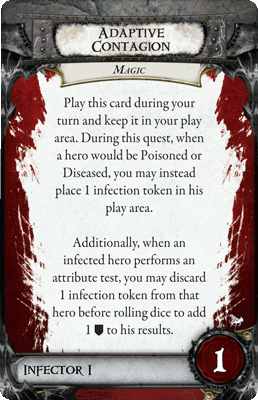 Adaptive
Contagion
Magic
Play this card during your
turn and keep it in your play
area. During this quest, when
a hero would be Poisoned or
Diseased, you may instead
place 1 infection token in his
play area.
Additionally, when an
infected hero performs an
attribute test, you may discard
1 infection token from that
hero before rolling dice to add
1 to his results.
Infector I
1